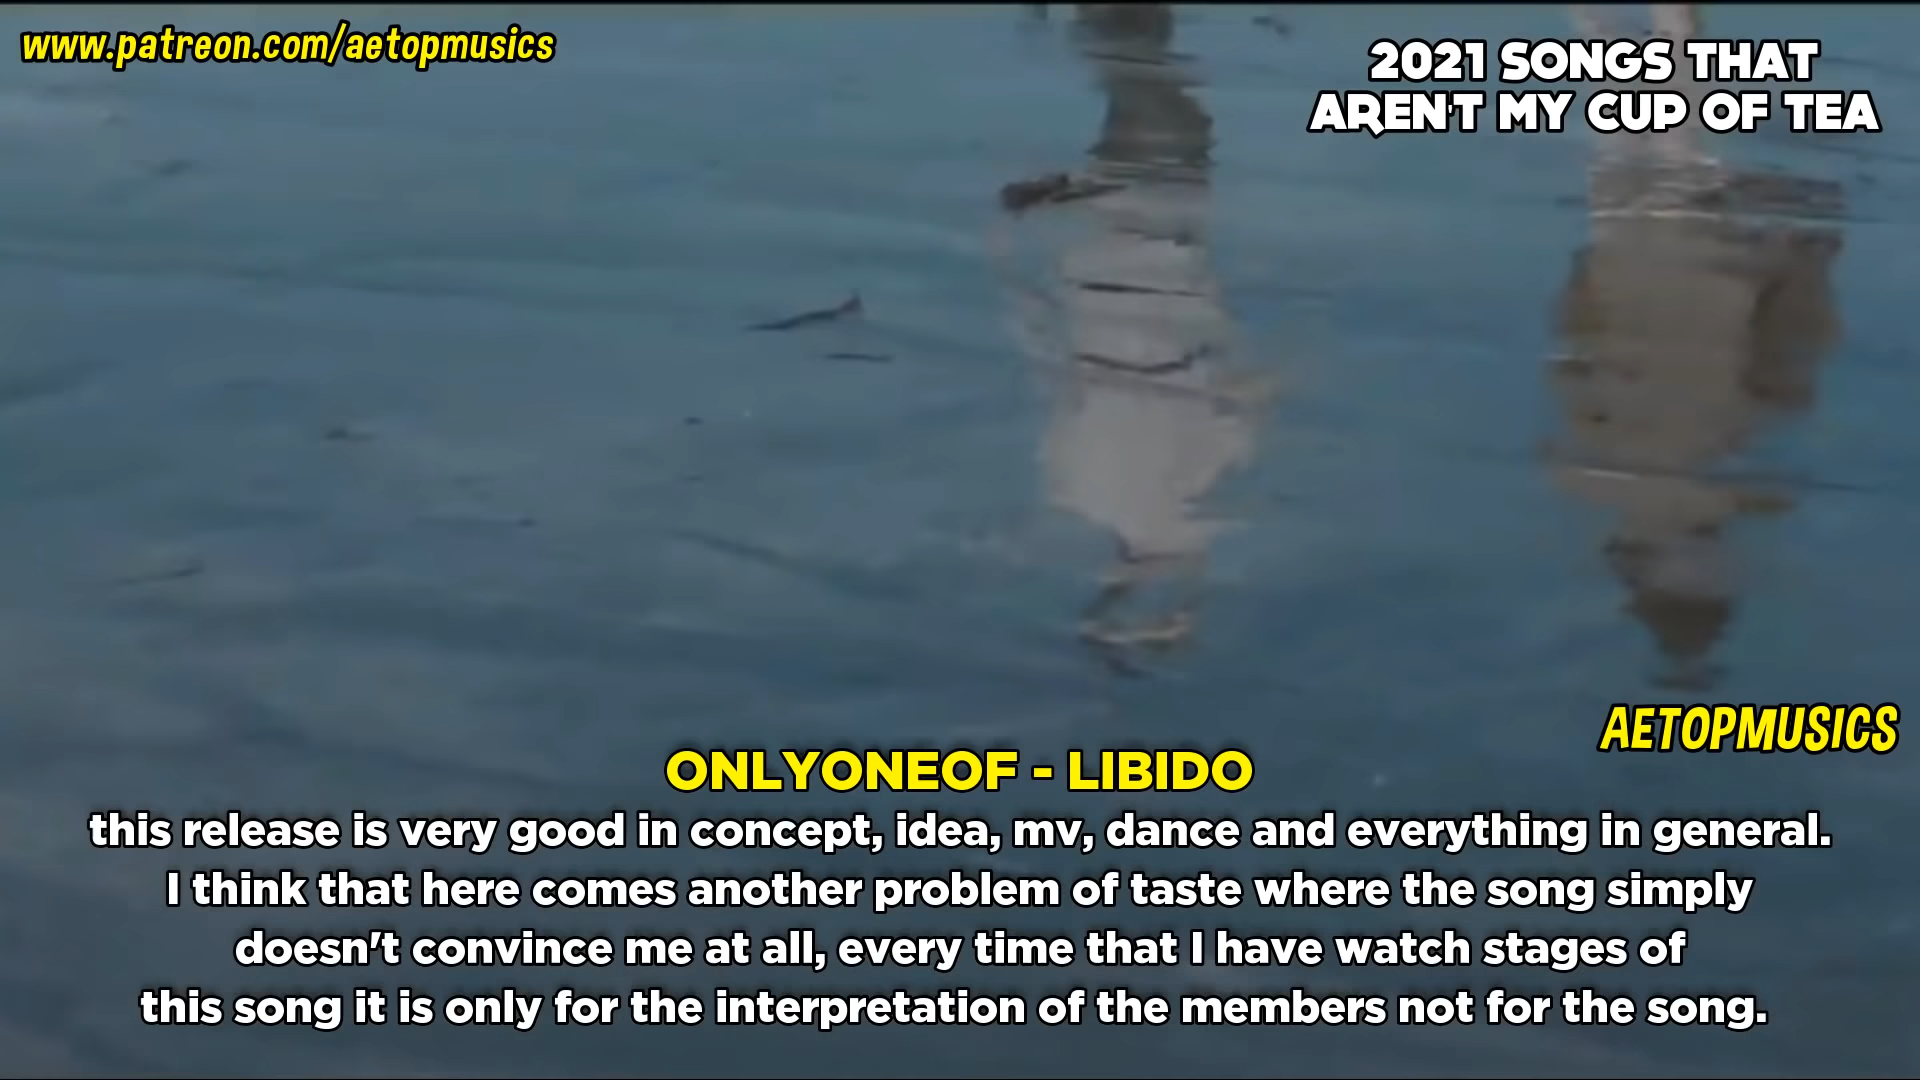 www.patreon.com/aetopmusics
2021 SONGS THAT
AREN'T MY CUP OF TEA
AETOPMUSICS
ONLYONEOF - LIBIDO
this release is very good in concept, idea, mv, dance and everything in general.
I think that here comes another problem of taste where the song simply
doesn't convince me at all, every time that I have watch stages of
this song it is only for the interpretation of the members not for the song.